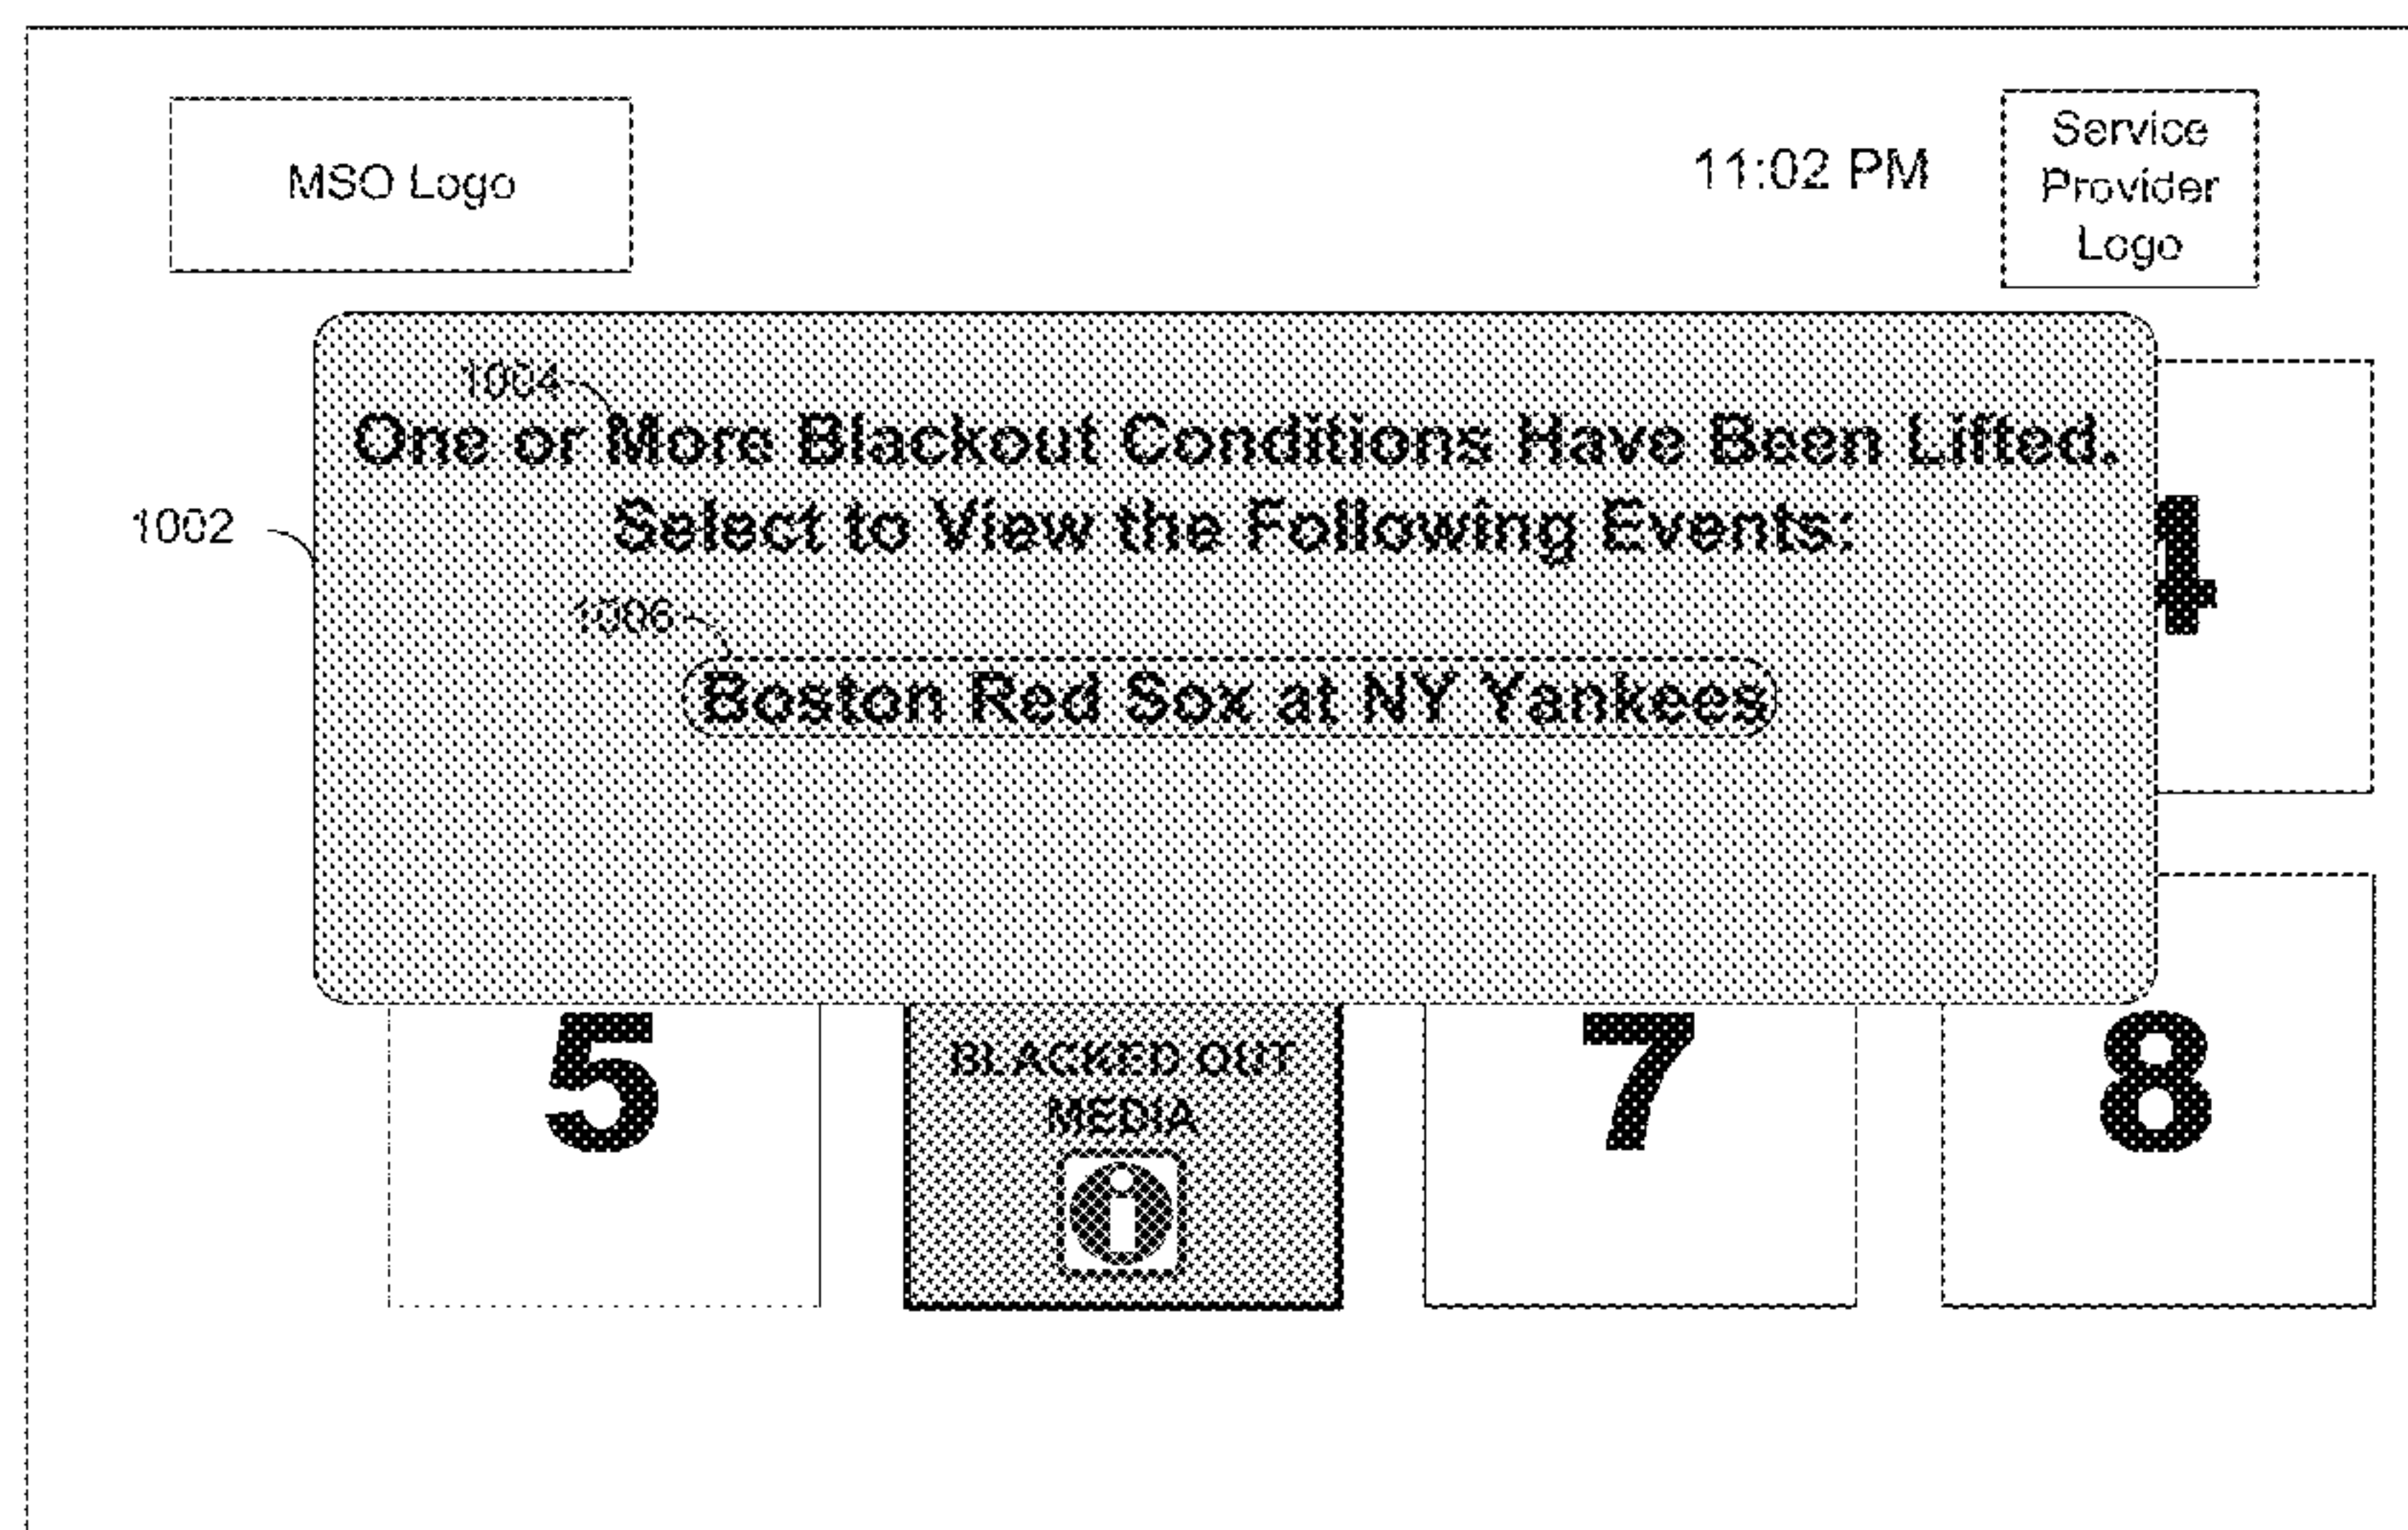 MSO Logo
11:02 PM
Service
Provider
Logo
1004
One or More Blackout Conditions Have Been Lifted.
1002
Select to View the Following Events:
4
1006
Boston Red Sox at NY Yankees
5
BLACKED OUT
MEDIA
i
7
8